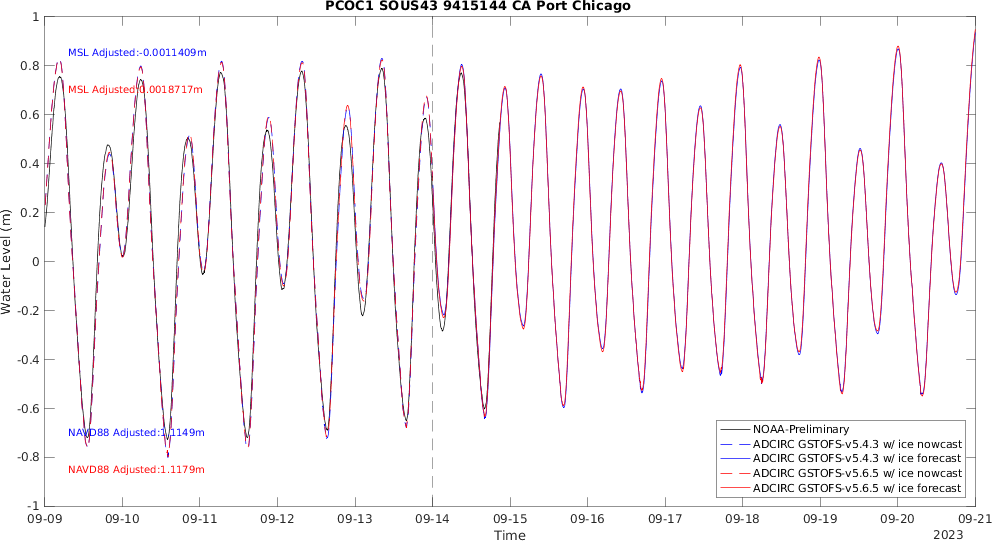 PCOC1 SOUS43 9415144 CA Port Chicago
MSL Adjusted:-0.0011409m
MSL Adjusted:0.0018717m
NAVD88 Adjusted:1.1149m
NAVD88 Adjusted:1.1179m
Water Level (m)
1
0.8
0.6
0.4
0.2
0
-0.2
-0.4
-0.6
-0.8
-1
NOAA-Preliminary
ADCIRC GSTOFS-v5.4.3 w/ ice nowcast
ADCIRC GSTOFS-v5.4.3 w/ ice forecast
ADCIRC GSTOFS-v5.6.5 w/ ice nowcast
ADCIRC GSTOFS-v5.6.5 w/ ice forecast
09-09 09-10 09-11 09-12 09-13 09-14 09-15 09-16 09-17 09-18 09-19 09-20 09-21
Time
2023